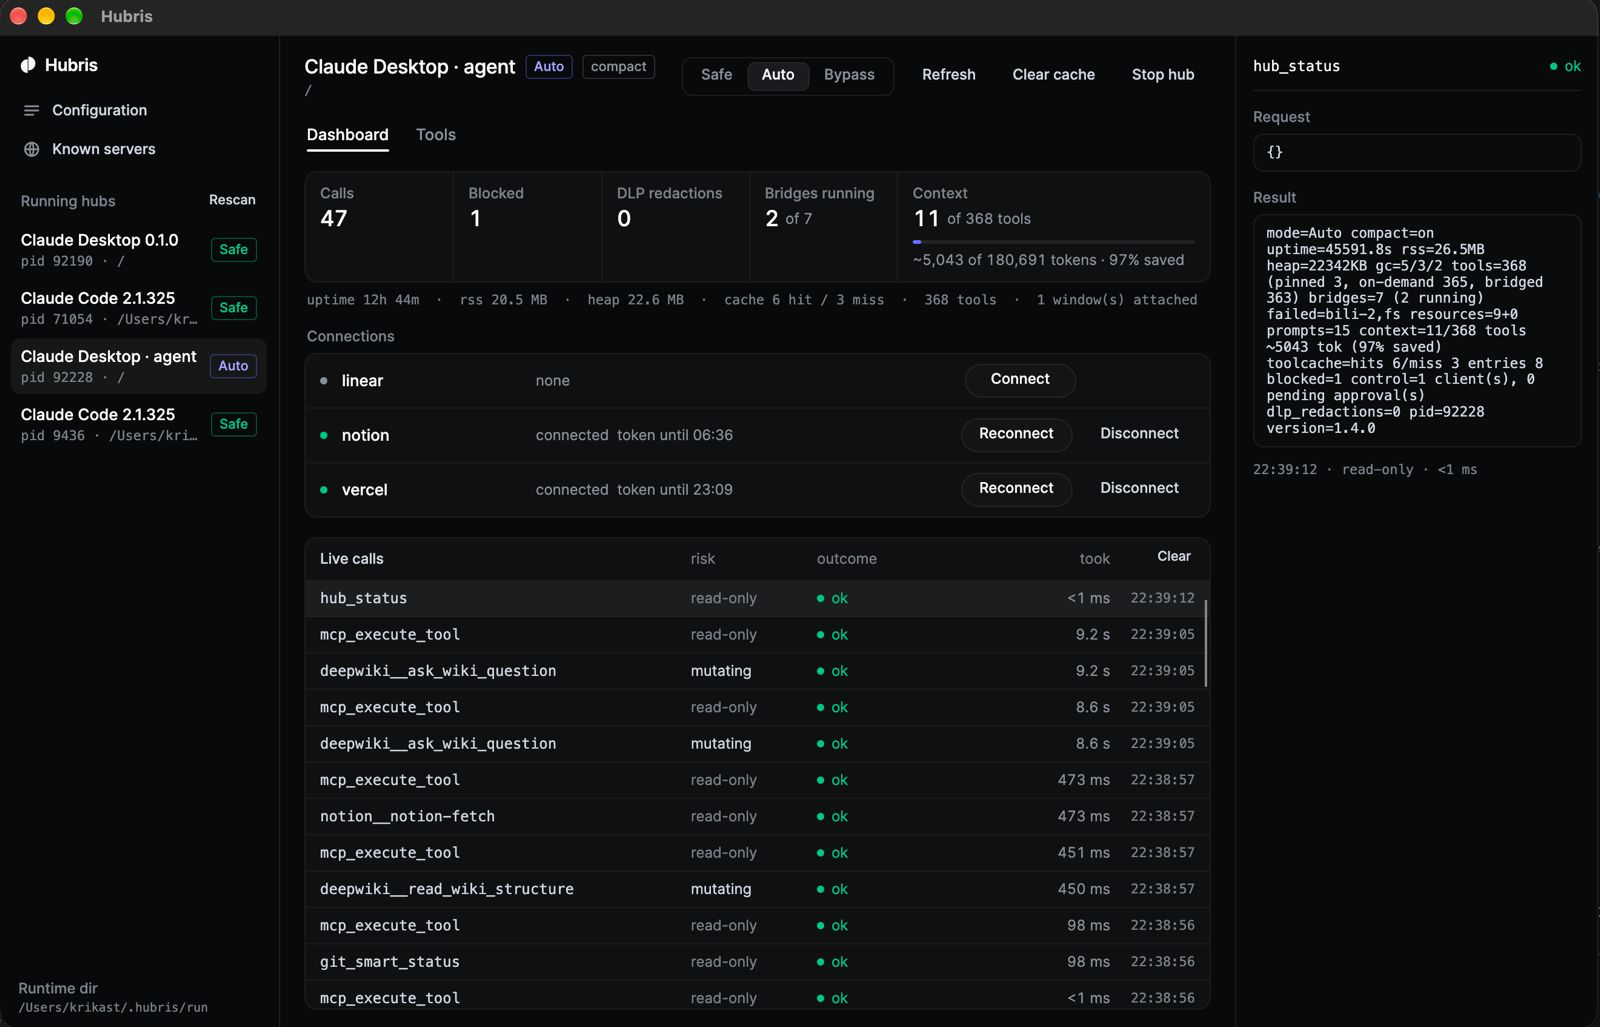 Hubris
Hubris
Configuration
Known servers
Running hubs Rescan
Claude Desktop 0.1.0 Safe
pid 92190 · /
Claude Code 2.1.325 Safe
pid 71054 · /Users/kr…
Claude Desktop · agent Auto
pid 92228 · /
Claude Code 2.1.325 Safe
pid 9436 · /Users/kri…
Runtime dir
/Users/krikast/.hubris/run
Claude Desktop · agent Auto compact
/
Safe Auto Bypass Refresh Clear cache Stop hub
Dashboard Tools
Calls Blocked DLP redactions Bridges running Context
47 1 0 2 of 7 11 of 368 tools
~5,043 of 180,691 tokens · 97% saved
uptime 12h 44m · rss 20.5 MB · heap 22.6 MB · cache 6 hit / 3 miss · 368 tools · 1 window(s) attached
Connections
linear none Connect
notion connected token until 06:36 Reconnect Disconnect
vercel connected token until 23:09 Reconnect Disconnect
Live calls risk outcome took Clear
hub_status read-only ok <1 ms 22:39:12
mcp_execute_tool read-only ok 9.2 s 22:39:05
deepwiki__ask_wiki_question mutating ok 9.2 s 22:39:05
mcp_execute_tool read-only ok 8.6 s 22:39:05
deepwiki__ask_wiki_question mutating ok 8.6 s 22:39:05
mcp_execute_tool read-only ok 473 ms 22:38:57
notion__notion-fetch read-only ok 473 ms 22:38:57
mcp_execute_tool read-only ok 451 ms 22:38:57
deepwiki__read_wiki_structure mutating ok 450 ms 22:38:57
mcp_execute_tool read-only ok 98 ms 22:38:56
git_smart_status read-only ok 98 ms 22:38:56
mcp_execute_tool read-only ok <1 ms 22:38:56
hub_status ok
Request
{}
Result
mode=Auto compact=on
uptime=45591.8s rss=26.5MB
heap=22342KB gc=5/3/2 tools=368
(pinned 3, on-demand 365, bridged
363) bridges=7 (2 running)
failed=bili-2,fs resources=9+0
prompts=15 context=11/368 tools
~5043 tok (97% saved)
toolcache=hits 6/miss 3 entries 8
blocked=1 control=1 client(s), 0
pending approval(s)
dlp_redactions=0 pid=92228
version=1.4.0
22:39:12 · read-only · <1 ms